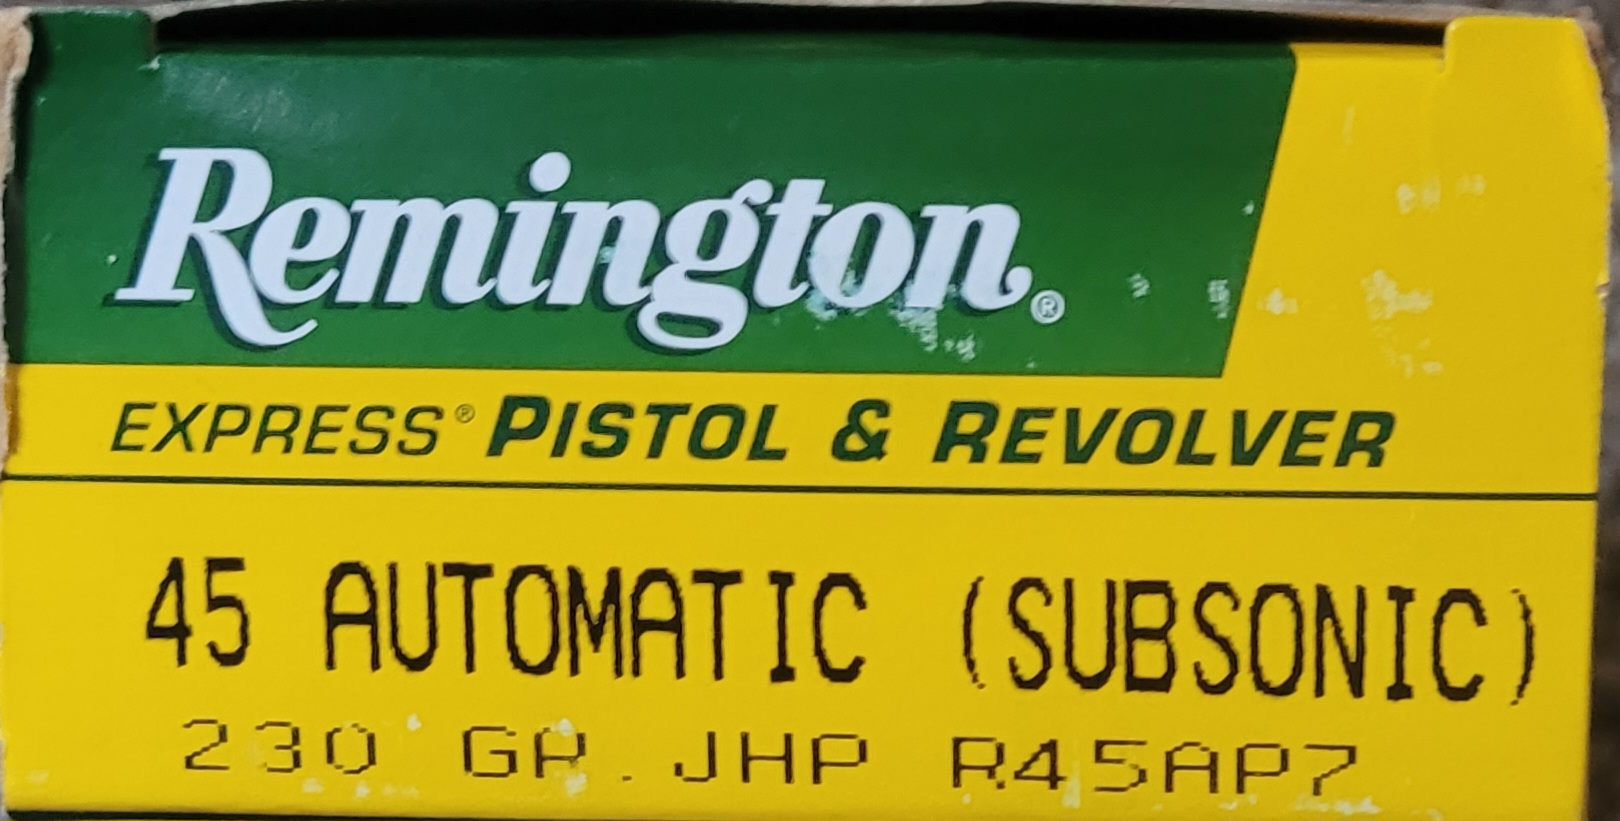 Remington®
EXPRESS® PISTOL & REVOLVER
45 AUTOMATIC (SUBSONIC)
230 GR. JHP R45AP7